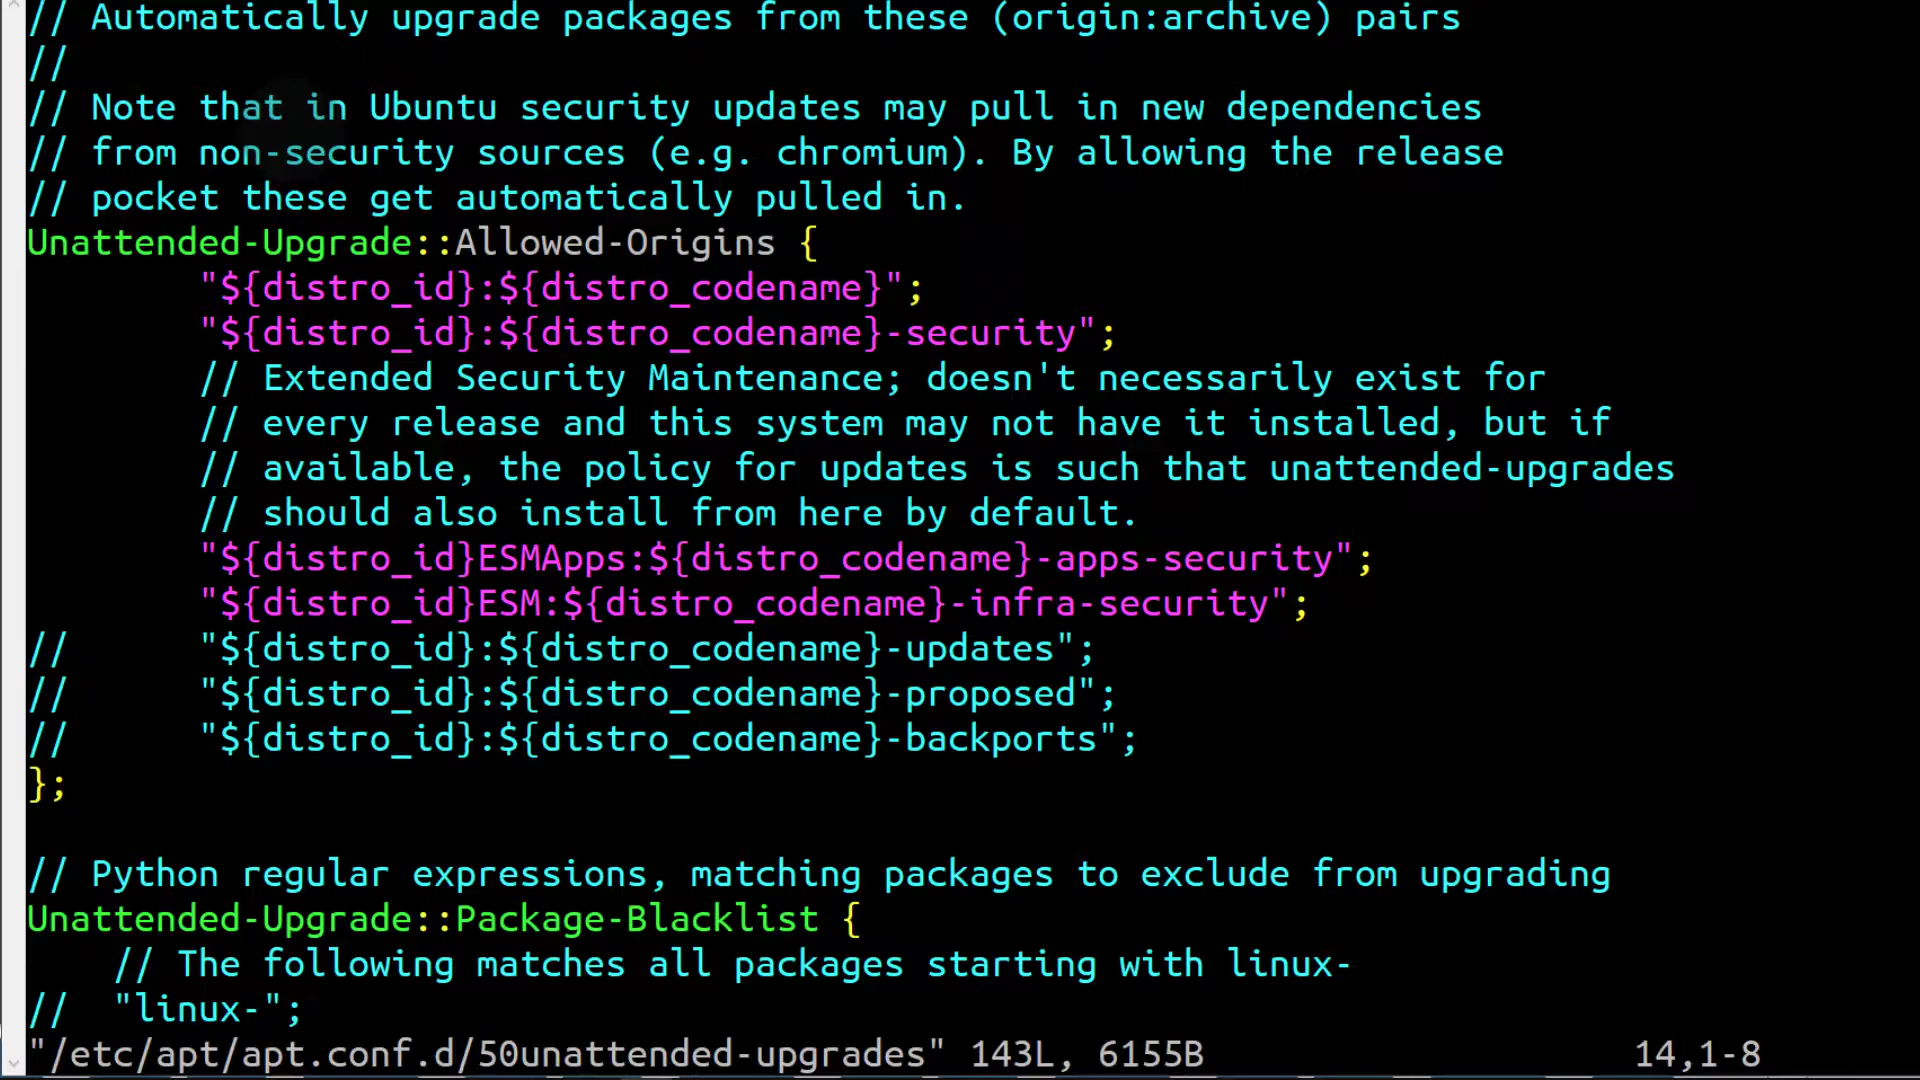 // Automatically upgrade packages from these (origin:archive) pairs
//
// Note that in Ubuntu security updates may pull in new dependencies
// from non-security sources (e.g. chromium). By allowing the release
// pocket these get automatically pulled in.
Unattended-Upgrade::Allowed-Origins {
        "${distro_id}:${distro_codename}";
        "${distro_id}:${distro_codename}-security";
        // Extended Security Maintenance; doesn't necessarily exist for
        // every release and this system may not have it installed, but if
        // available, the policy for updates is such that unattended-upgrades
        // should also install from here by default.
        "${distro_id}ESMApps:${distro_codename}-apps-security";
        "${distro_id}ESM:${distro_codename}-infra-security";
//      "${distro_id}:${distro_codename}-updates";
//      "${distro_id}:${distro_codename}-proposed";
//      "${distro_id}:${distro_codename}-backports";
};
// Python regular expressions, matching packages to exclude from upgrading
Unattended-Upgrade::Package-Blacklist {
    // The following matches all packages starting with linux-
//  "linux-";
"/etc/apt/apt.conf.d/50unattended-upgrades" 143L, 6155B 14,1-8